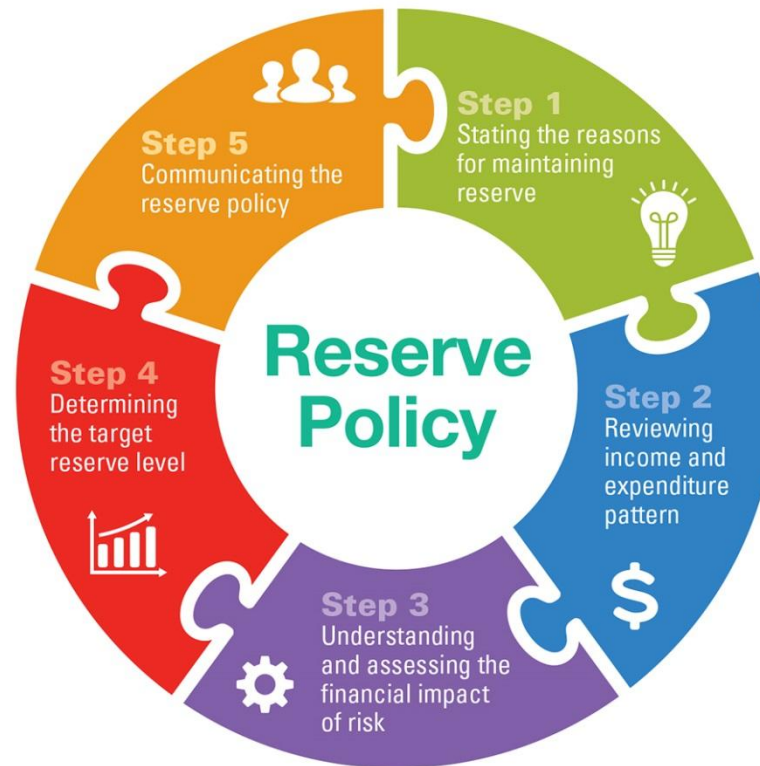 Reserve
Policy
Step 1
Stating the reasons
for maintaining
reserve
Step 2
Reviewing
income and
expenditure
pattern
$
Step 3
Understanding
and assessing the
financial impact
of risk
Step 4
Determining
the target
reserve level
Step 5
Communicating the
reserve policy